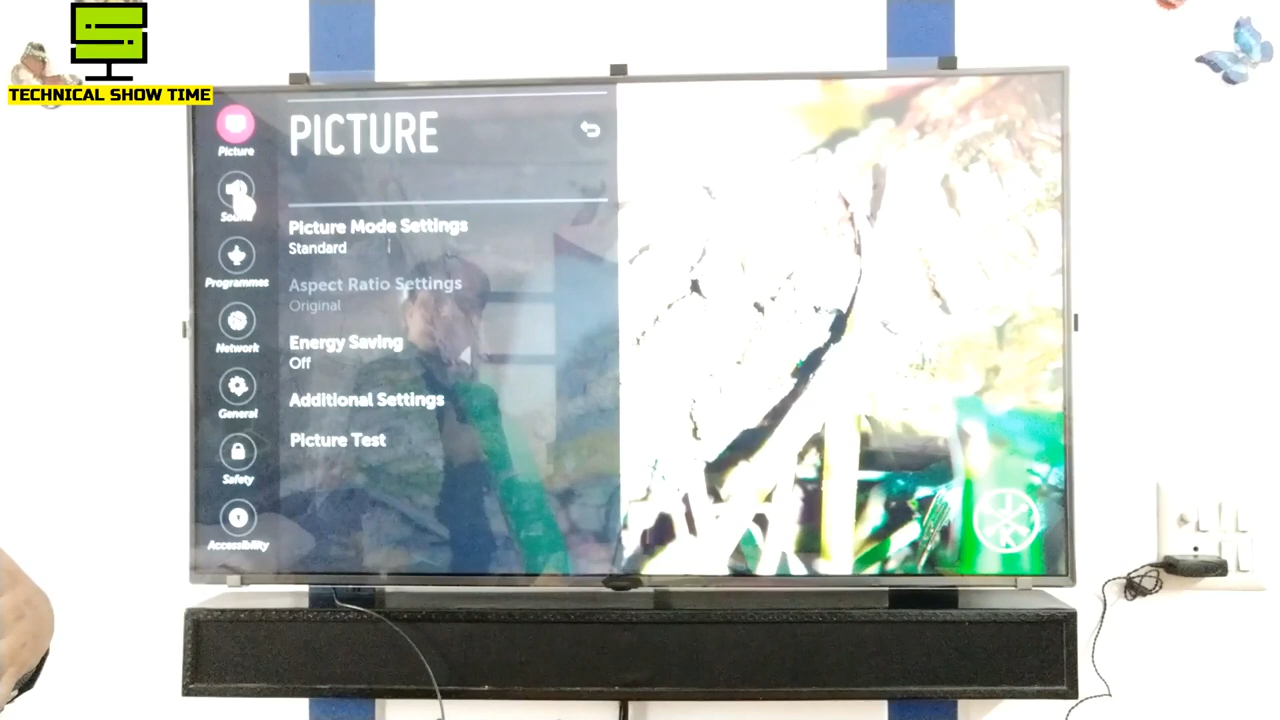 TECHNICAL SHOW TIME
PICTURE
Picture
Sound
Programmes
Network
General
Safety
Accessibility
Picture Mode Settings
Standard
Aspect Ratio Settings
Original
Energy Saving
Off
Additional Settings
Picture Test